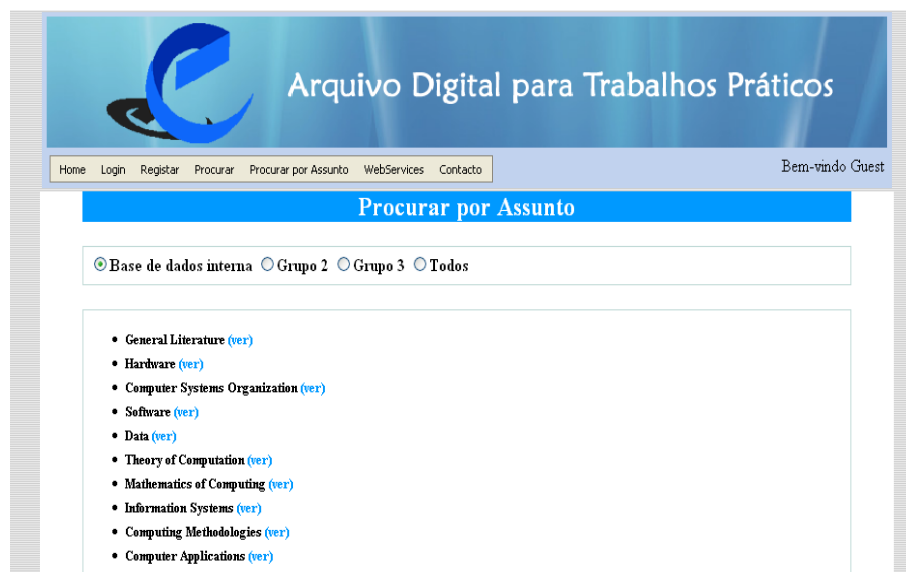 Arquivo Digital para Trabalhos Práticos
Home Login Registar Procurar Procurar por Assunto WebServices Contacto
Bem-vindo Guest
Procurar por Assunto
Base de dados interna Grupo 2 Grupo 3 Todos
General Literature (ver)
Hardware (ver)
Computer Systems Organization (ver)
Software (ver)
Data (ver)
Theory of Computation (ver)
Mathematics of Computing (ver)
Information Systems (ver)
Computing Methodologies (ver)
Computer Applications (ver)